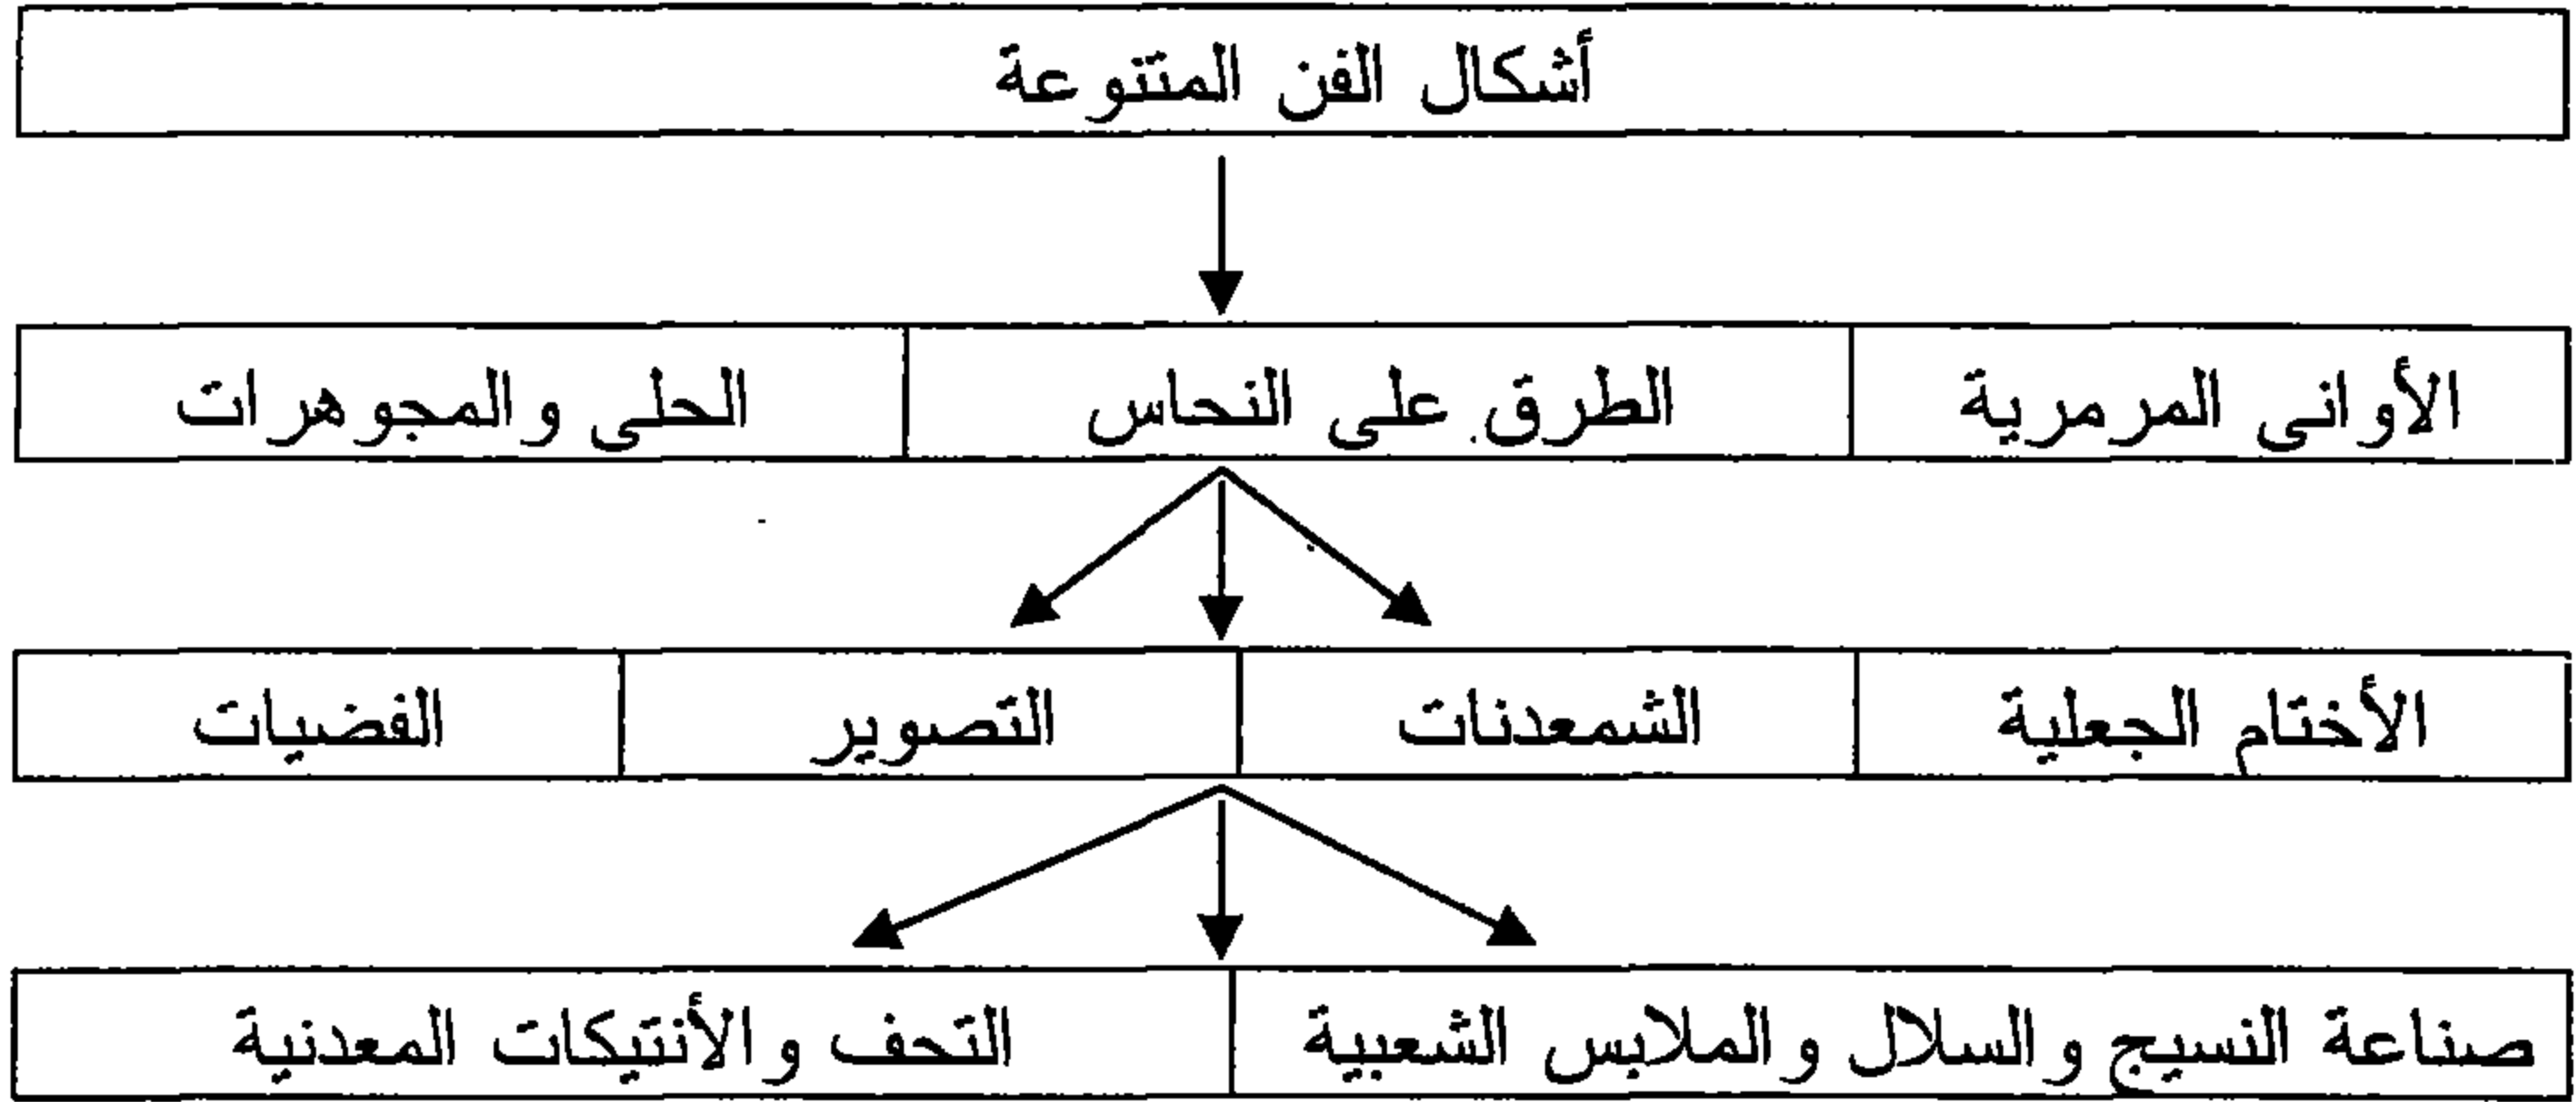 أشكال الفن المتنوعة
الأوانى المرمرية الطرق على النحاس الحلى والمجوهرات
الأختام الجعلية الشمعدنات التصوير الفضيات
صناعة النسيج والسلال والملابس الشعبية التحف والأنتيكات المعدنية